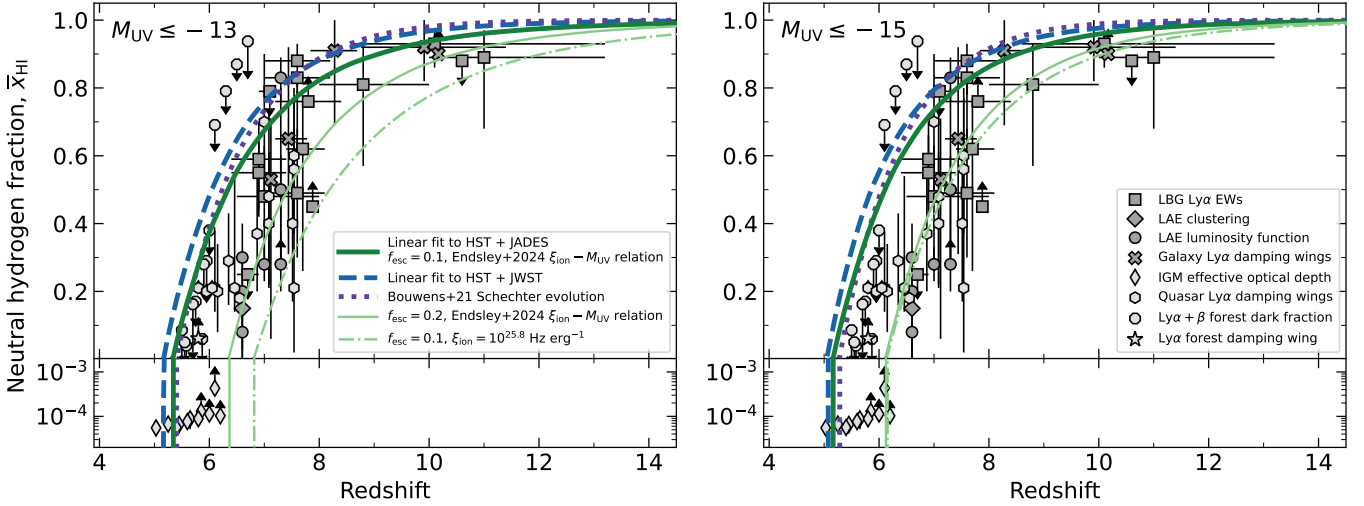 M_UV ≤ −13
Neutral hydrogen fraction, x̅_HI
1.0
0.8
0.6
0.4
0.2
10⁻³
10⁻⁴
Linear fit to HST + JADES
f_esc = 0.1, Endsley+2024 ξ_ion − M_UV relation
Linear fit to HST + JWST
Bouwens+21 Schechter evolution
f_esc = 0.2, Endsley+2024 ξ_ion − M_UV relation
f_esc = 0.1, ξ_ion = 10²⁵·⁸ Hz erg⁻¹
4 6 8 10 12 14
Redshift
M_UV ≤ −15
1.0
0.8
0.6
0.4
0.2
10⁻³
10⁻⁴
LBG Lyα EWs
LAE clustering
LAE luminosity function
Galaxy Lyα damping wings
IGM effective optical depth
Quasar Lyα damping wings
Lyα + β forest dark fraction
Lyα forest damping wing
4 6 8 10 12 14
Redshift